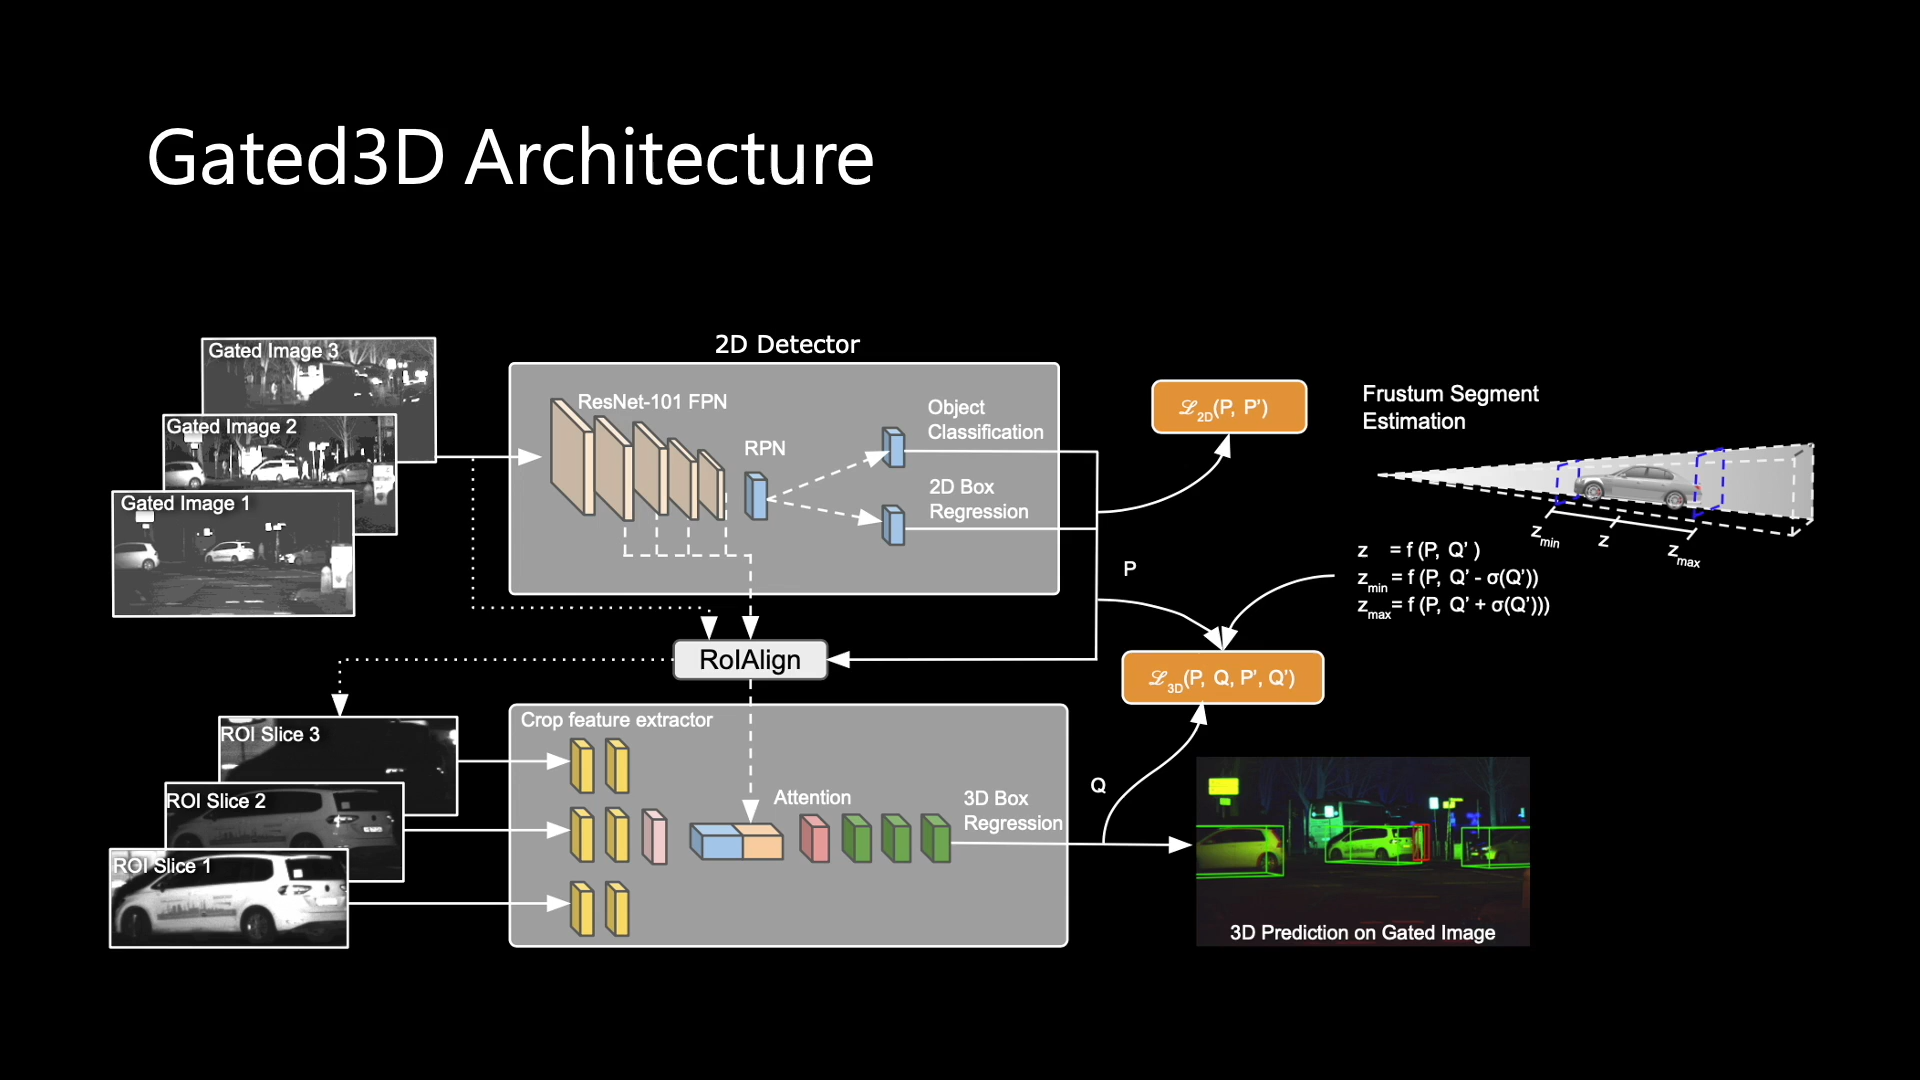 Gated3D Architecture
2D Detector
Gated Image 3
Gated Image 2
Gated Image 1
ResNet-101 FPN
RPN
Object
Classification
2D Box
Regression
ℒ2D(P, P’)
Frustum Segment
Estimation
zmin
z
zmax
z = f (P, Q’ )
zmin = f (P, Q’ - σ(Q’))
zmax= f (P, Q’ + σ(Q’)))
P
RoIAlign
ℒ3D(P, Q, P’, Q’)
ROI Slice 3
ROI Slice 2
ROI Slice 1
Crop feature extractor
Attention
3D Box
Regression
Q
3D Prediction on Gated Image